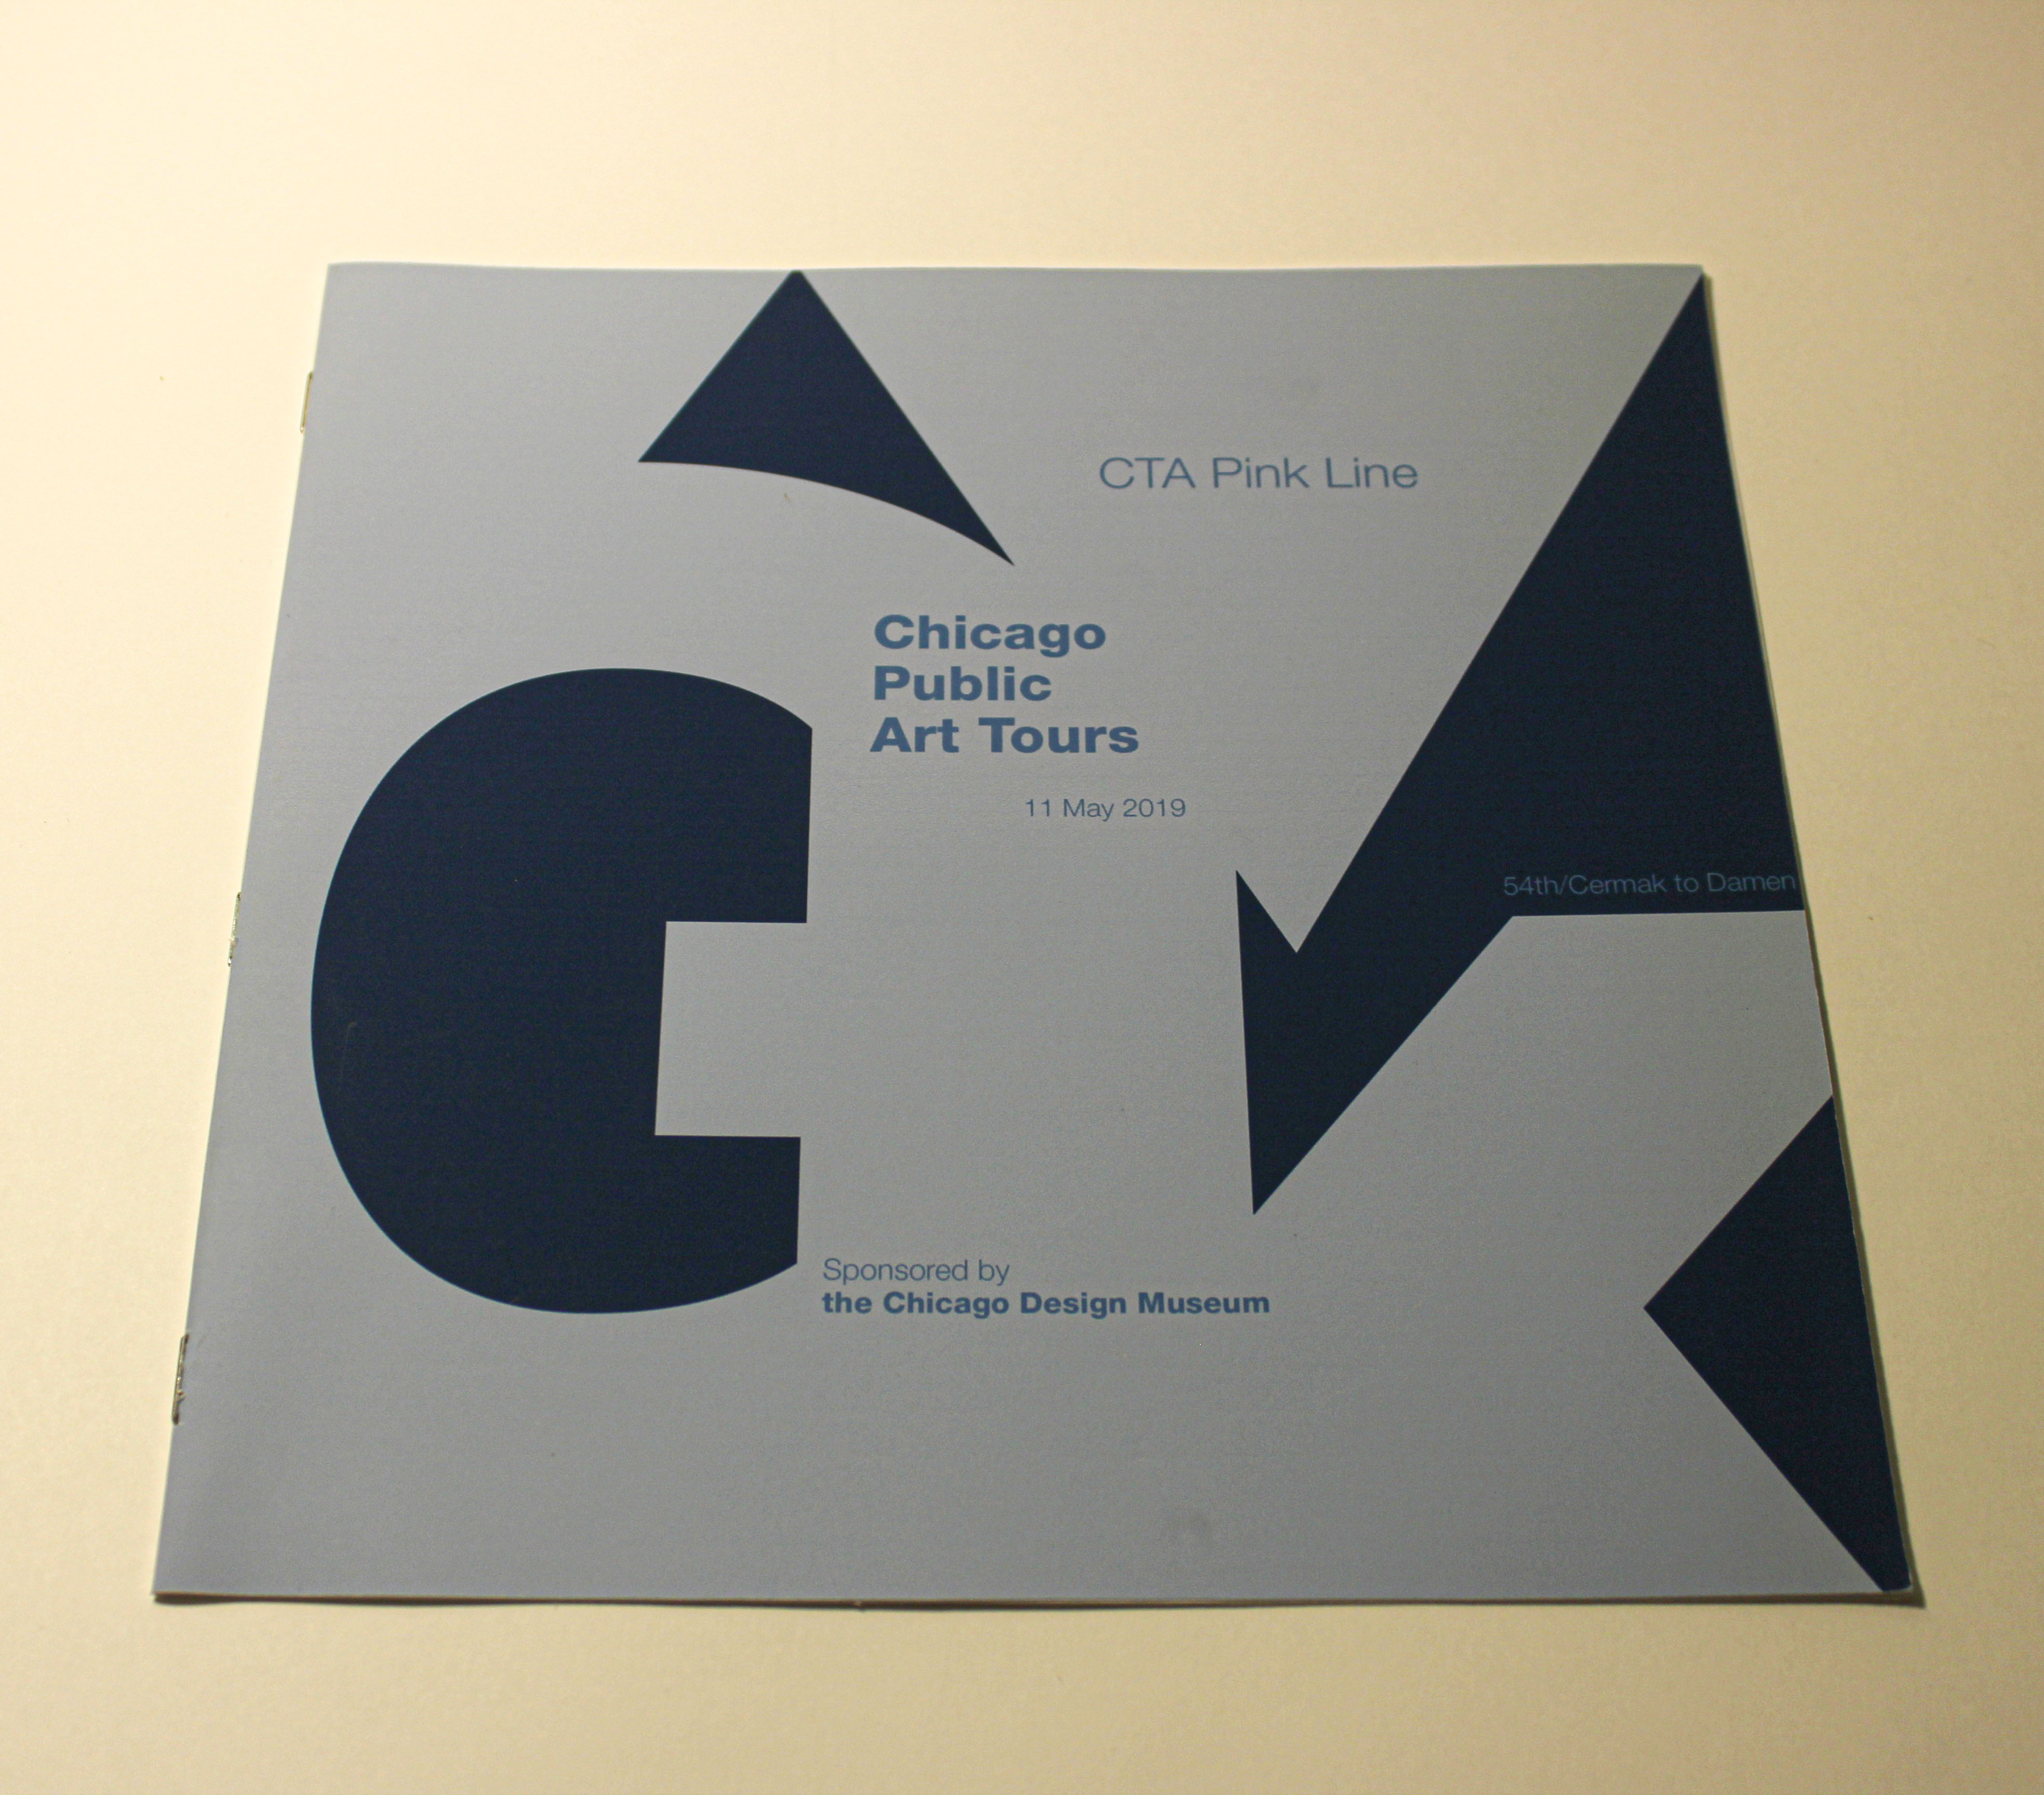 CTA Pink Line
Chicago
Public
Art Tours
11 May 2019
54th/Cermak to Damen
Sponsored by
the Chicago Design Museum